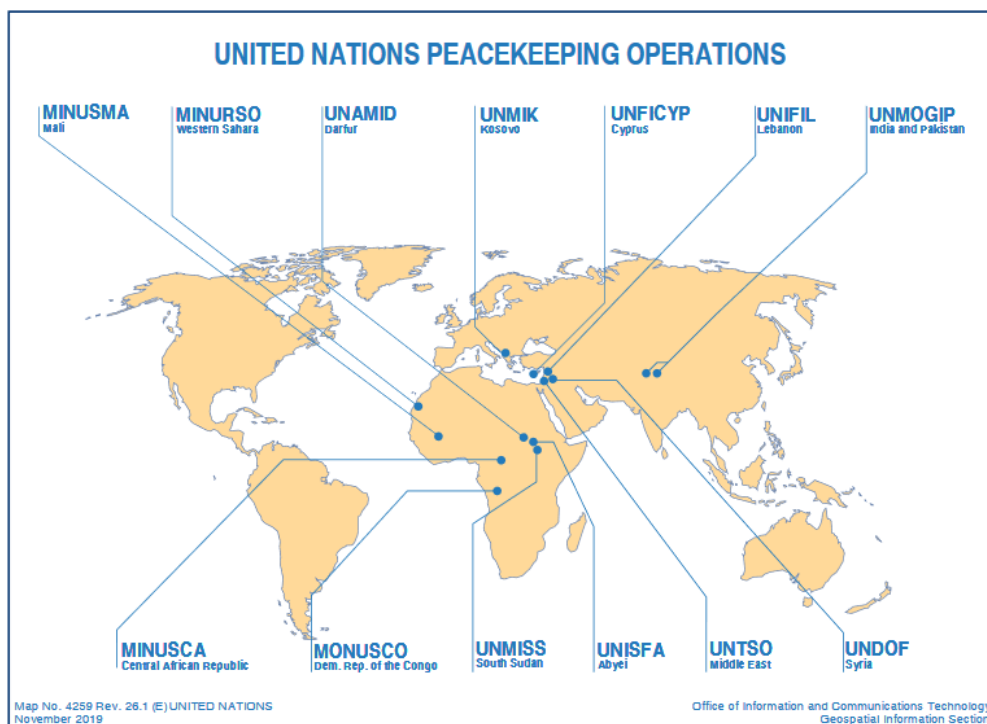 UNITED NATIONS PEACEKEEPING OPERATIONS
MINUSMA
Mali
MINURSO
Western Sahara
UNAMID
Darfur
UNMIK
Kosovo
UNFICYP
Cyprus
UNIFIL
Lebanon
UNMOGIP
India and Pakistan
MINUSCA
Central African Republic
MONUSCO
Dem. Rep. of the Congo
UNMISS
South Sudan
UNISFA
Abyei
UNTSO
Middle East
UNDOF
Syria
Map No. 4259 Rev. 26.1 (E) UNITED NATIONS
November 2019
Office of Information and Communications Technology
Geospatial Information Section